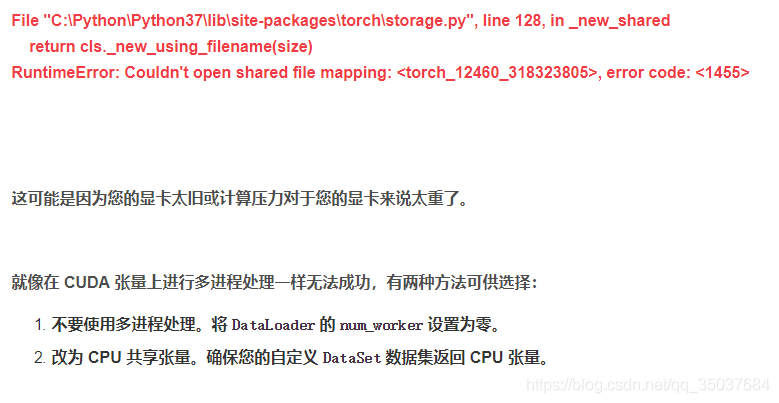 File "C:\Python\Python37\lib\site-packages\torch\storage.py", line 128, in _new_shared
return cls._new_using_filename(size)
RuntimeError: Couldn't open shared file mapping: <torch_12460_318323805>, error code: <1455>
这可能是因为您的显卡太旧或计算压力对于您的显卡来说太重了。
就像在 CUDA 张量上进行多进程处理一样无法成功，有两种方法可供选择：
1. 不要使用多进程处理。将 DataLoader 的 num_worker 设置为零。
2. 改为 CPU 共享张量。确保您的自定义 DataSet 数据集返回 CPU 张量。
https://blog.csdn.net/qq_35037684